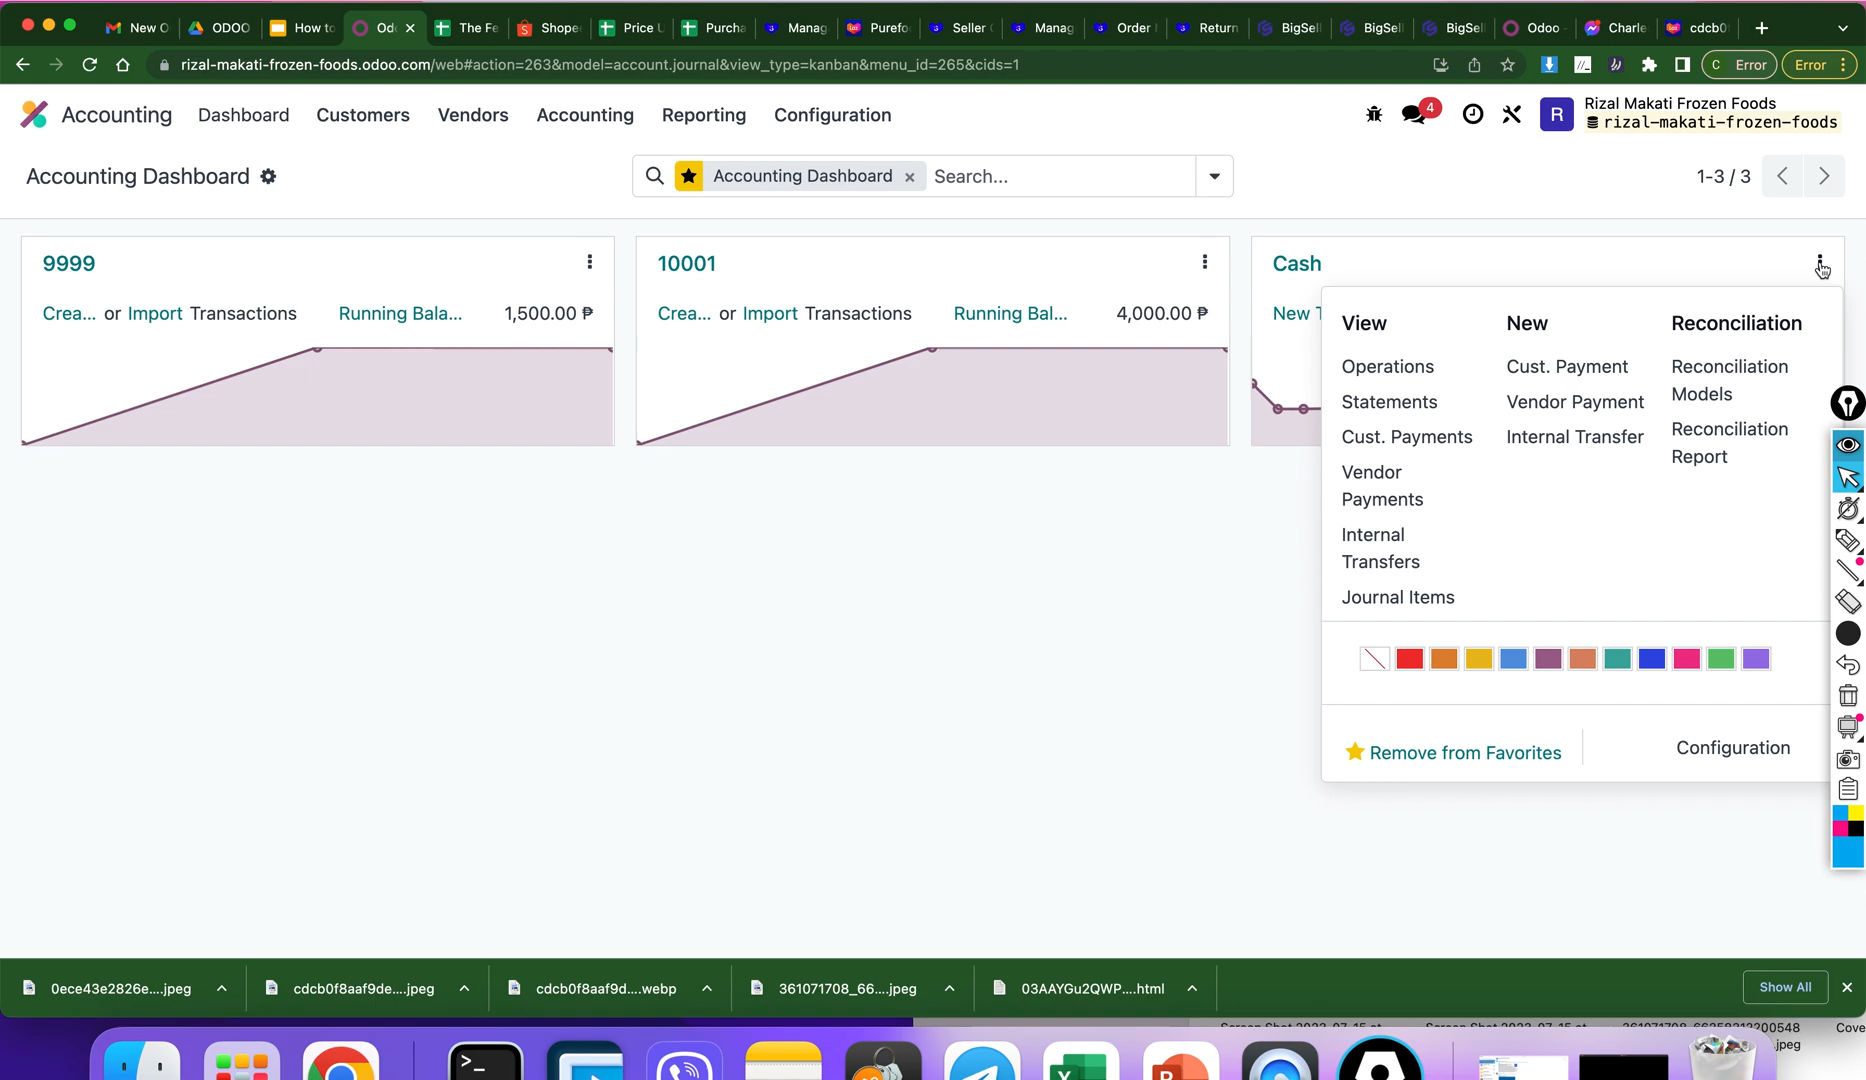 New O
ODOO
How to
Od
The Fe
Shope
Price U
Purcha
Manag
Purefo
Seller
Manag
Order
Return
BigSell
BigSell
BigSell
Odoo
Charle
cdcb0
rizal-makati-frozen-foods.odoo.com/web#action=263&model=account.journal&view_type=kanban&menu_id=265&cids=1
C Error
Error
Accounting
Dashboard
Customers
Vendors
Accounting
Reporting
Configuration
4
R
Rizal Makati Frozen Foods
rizal-makati-frozen-foods
Accounting Dashboard
Accounting Dashboard
Search...
1-3 / 3
9999
Crea... or Import Transactions
Running Bala...
1,500.00 ₱
10001
Crea... or Import Transactions
Running Bal...
4,000.00 ₱
Cash
New T
View
Operations
Statements
Cust. Payments
Vendor
Payments
Internal
Transfers
Journal Items
New
Cust. Payment
Vendor Payment
Internal Transfer
Reconciliation
Reconciliation
Models
Reconciliation
Report
Remove from Favorites
Configuration
0ece43e2826e....jpeg
cdcb0f8aaf9de....jpeg
cdcb0f8aaf9d....webp
361071708_66....jpeg
03AAYGu2QWP....html
Show All
.jpeg
Cove